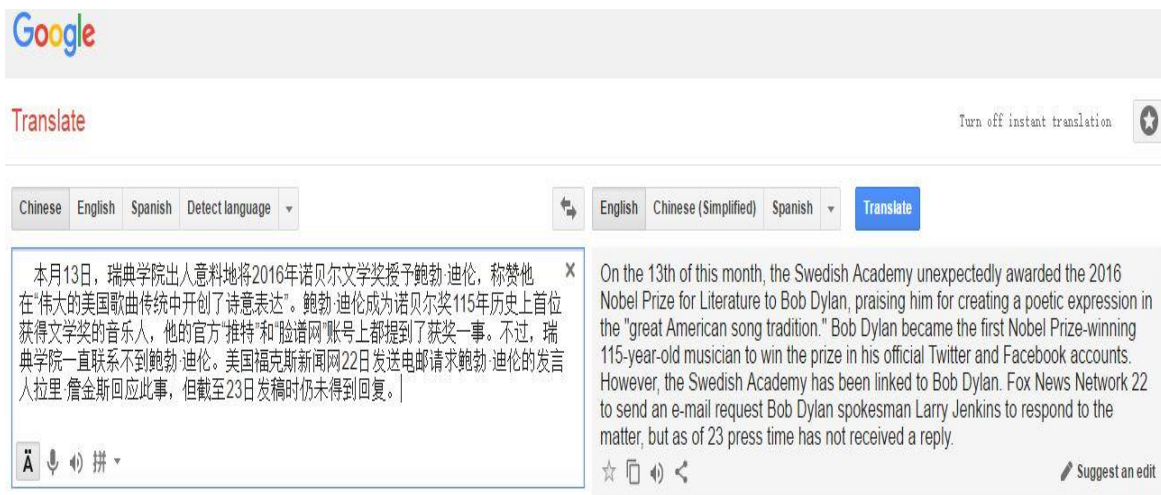 Google
Translate
Turn off instant translation
Chinese English Spanish Detect language
English Chinese (Simplified) Spanish Translate
本月13日，瑞典学院出人意料地将2016年诺贝尔文学奖授予鲍勃·迪伦，称赞他
在“伟大的美国歌曲传统中开创了诗意表达”。鲍勃·迪伦成为诺贝尔奖115年历史上首位
获得文学奖的音乐人，他的官方“推特”和“脸谱网”账号上都提到了获奖一事。不过，瑞
典学院一直联系不到鲍勃·迪伦。美国福克斯新闻网22日发送电邮请求鲍勃·迪伦的发言
人拉里·詹金斯回应此事，但截至23日发稿时仍未得到回复。
Ä 拼
On the 13th of this month, the Swedish Academy unexpectedly awarded the 2016
Nobel Prize for Literature to Bob Dylan, praising him for creating a poetic expression in
the "great American song tradition." Bob Dylan became the first Nobel Prize-winning
115-year-old musician to win the prize in his official Twitter and Facebook accounts.
However, the Swedish Academy has been linked to Bob Dylan. Fox News Network 22
to send an e-mail request Bob Dylan spokesman Larry Jenkins to respond to the
matter, but as of 23 press time has not received a reply.
Suggest an edit